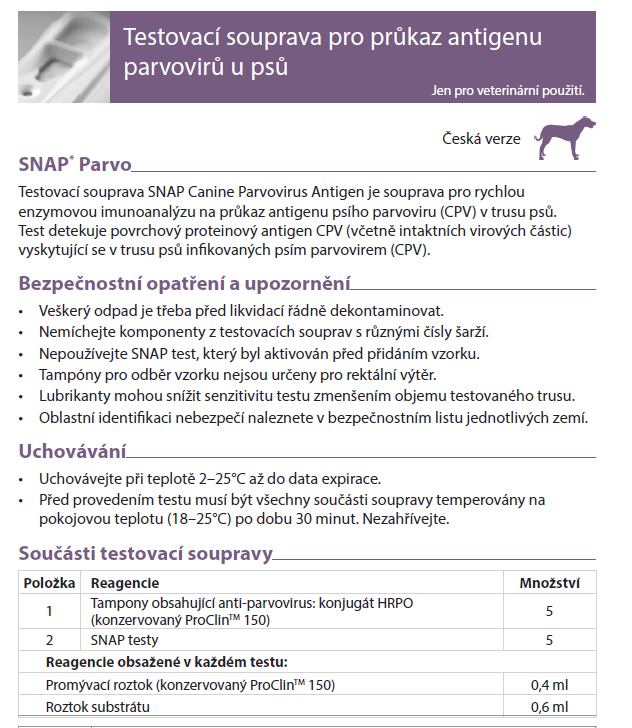 Testovací souprava pro průkaz antigenu
parvovirů u psů
Jen pro veterinární použití.
Česká verze
SNAP* Parvo
Testovací souprava SNAP Canine Parvovirus Antigen je souprava pro rychlou
enzymovou imunoanalýzu na průkaz antigenu psího parvoviru (CPV) v trusu psů.
Test detekuje povrchový proteinový antigen CPV (včetně intaktních virových částic)
vyskytující se v trusu psů infikovaných psím parvovirem (CPV).
Bezpečnostní opatření a upozornění
• Veškerý odpad je třeba před likvidací řádně dekontaminovat.
• Nemíchejte komponenty z testovacích souprav s různými čísly šarží.
• Nepoužívejte SNAP test, který byl aktivován před přidáním vzorku.
• Tampóny pro odběr vzorku nejsou určeny pro rektální výtěr.
• Lubrikanty mohou snížit senzitivitu testu zmenšením objemu testovaného trusu.
• Oblastní identifikaci nebezpečí naleznete v bezpečnostním listu jednotlivých zemí.
Uchovávání
• Uchovávejte při teplotě 2–25°C až do data expirace.
• Před provedením testu musí být všechny součásti soupravy temperovány na
pokojovou teplotu (18–25°C) po dobu 30 minut. Nezahřívejte.
Součásti testovací soupravy
Položka Reagencie Množství
1 Tampony obsahující anti-parvovirus: konjugát HRPO
(konzervovaný ProClin™ 150) 5
2 SNAP testy 5
Reagencie obsažené v každém testu:
Promývací roztok (konzervovaný ProClin™ 150) 0,4 ml
Roztok substrátu 0,6 ml